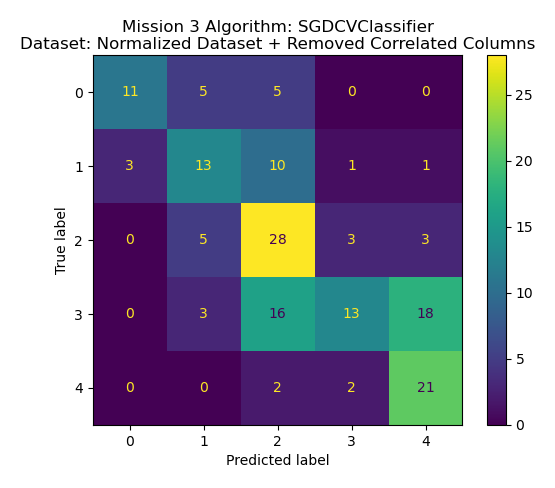 Mission 3 Algorithm: SGDCVClassifier
Dataset: Normalized Dataset + Removed Correlated Columns
True label
0 11 5 5 0 0
1 3 13 10 1 1
2 0 5 28 3 3
3 0 3 16 13 18
4 0 0 2 2 21
0 1 2 3 4
Predicted label
25
20
15
10
5
0